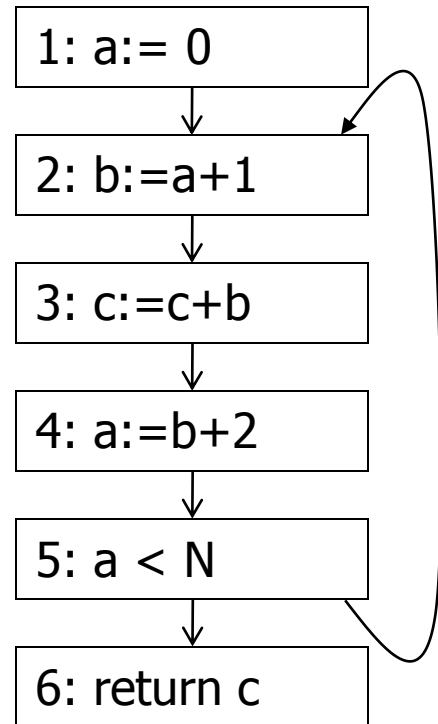 1: a:= 0
2: b:=a+1
3: c:=c+b
4: a:=b+2
5: a < N
6: return c